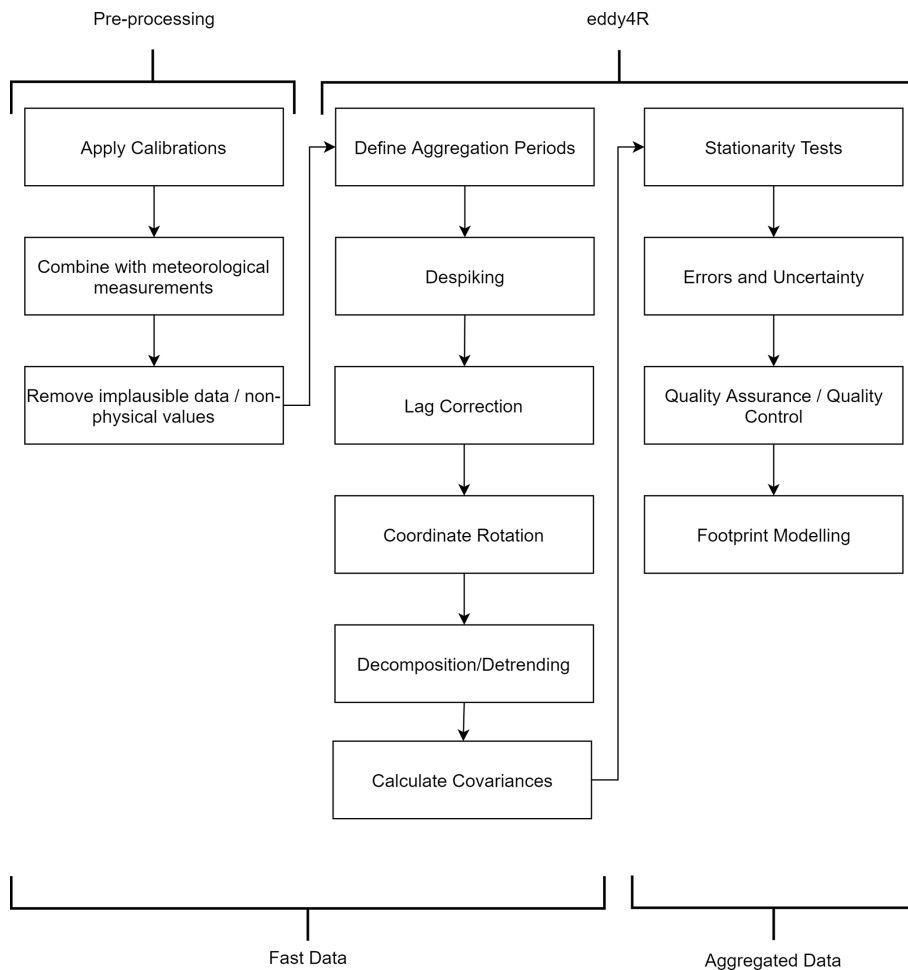 Pre-processing
eddy4R
Apply Calibrations
Combine with meteorological
measurements
Remove implausible data / non-
physical values
Define Aggregation Periods
Despiking
Lag Correction
Coordinate Rotation
Decomposition/Detrending
Calculate Covariances
Stationarity Tests
Errors and Uncertainty
Quality Assurance / Quality
Control
Footprint Modelling
Fast Data
Aggregated Data